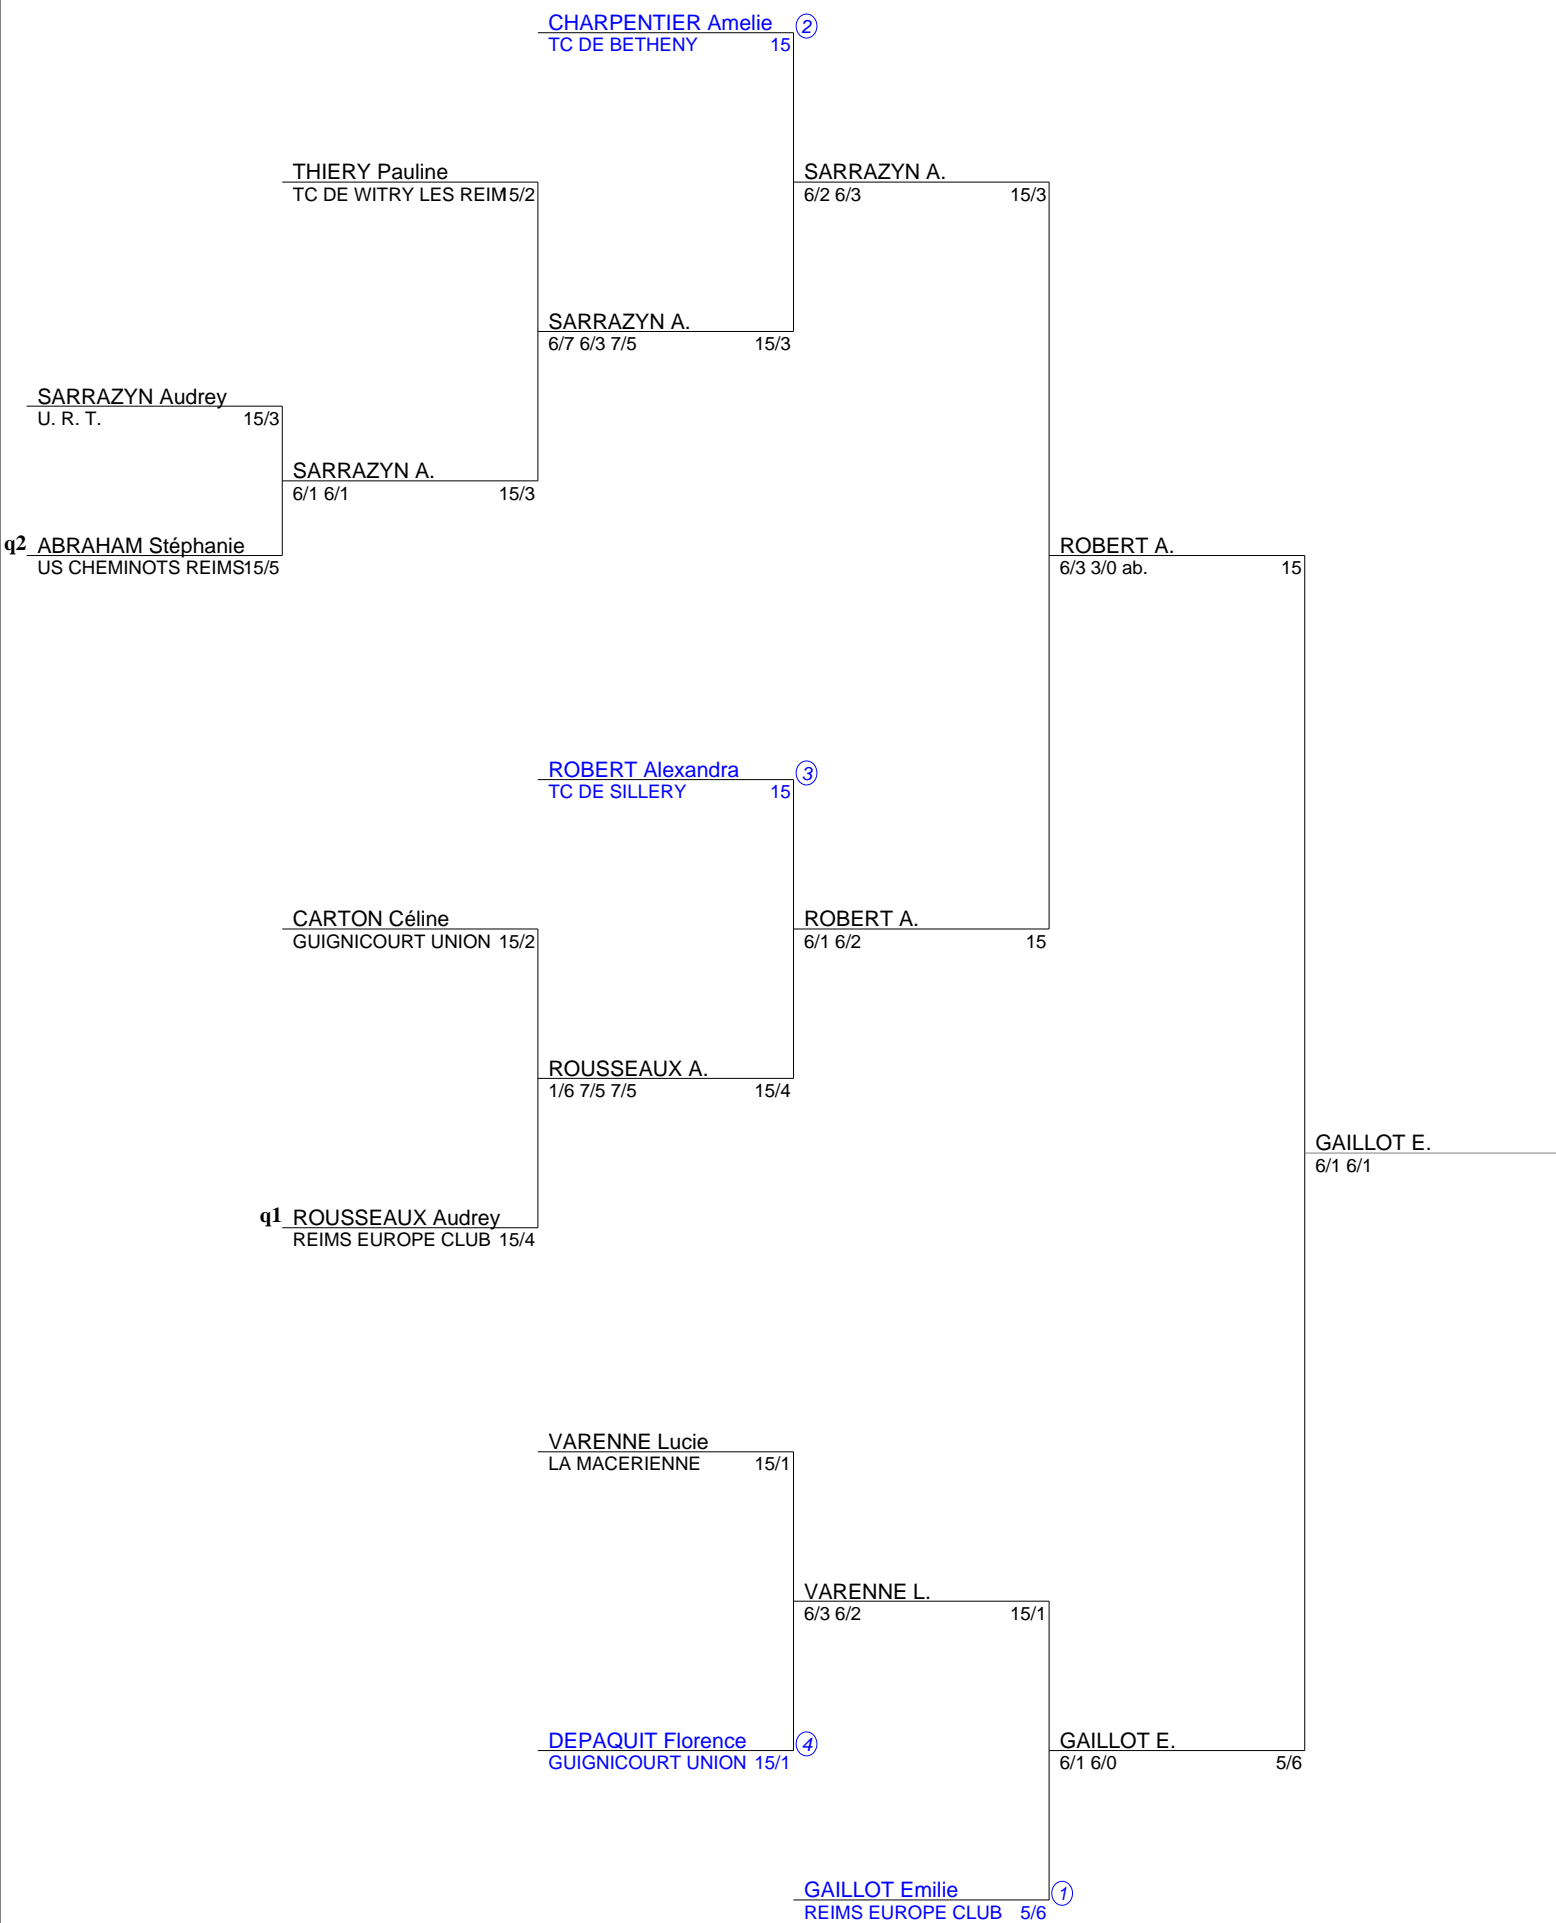 CHARPENTIER Amelie 2
TC DE BETHENY 15
THIERY Pauline
TC DE WITRY LES REIM15/2
SARRAZYN A.
6/2 6/3 15/3
SARRAZYN A.
6/7 6/3 7/5 15/3
SARRAZYN Audrey
U. R. T. 15/3
SARRAZYN A.
6/1 6/1 15/3
q2 ABRAHAM Stéphanie
US CHEMINOTS REIMS15/5
ROBERT A.
6/3 3/0 ab. 15
ROBERT Alexandra 3
TC DE SILLERY 15
CARTON Céline
GUIGNICOURT UNION 15/2
ROBERT A.
6/1 6/2 15
ROUSSEAUX A.
1/6 7/5 7/5 15/4
GAILLOT E.
6/1 6/1
q1 ROUSSEAUX Audrey
REIMS EUROPE CLUB 15/4
VARENNE Lucie
LA MACERIENNE 15/1
VARENNE L.
6/3 6/2 15/1
DEPAQUIT Florence 4
GUIGNICOURT UNION 15/1
GAILLOT E.
6/1 6/0 5/6
GAILLOT Emilie 1
REIMS EUROPE CLUB 5/6